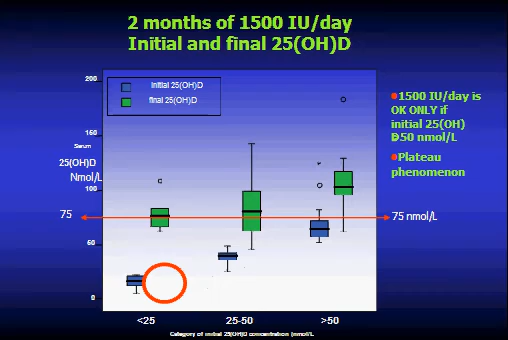 2 months of 1500 IU/day
Initial and final 25(OH)D
200
150
100
50
0
Serum
25(OH)D
Nmol/L
75
initial 25(OH)D
final 25(OH)D
1500 IU/day is
OK ONLY if
initial 25(OH)
D>50 nmol/L
Plateau
phenomenon
75 nmol/L
<25
25-50
>50
Category of initial 25(OH)D concentration (nmol/L